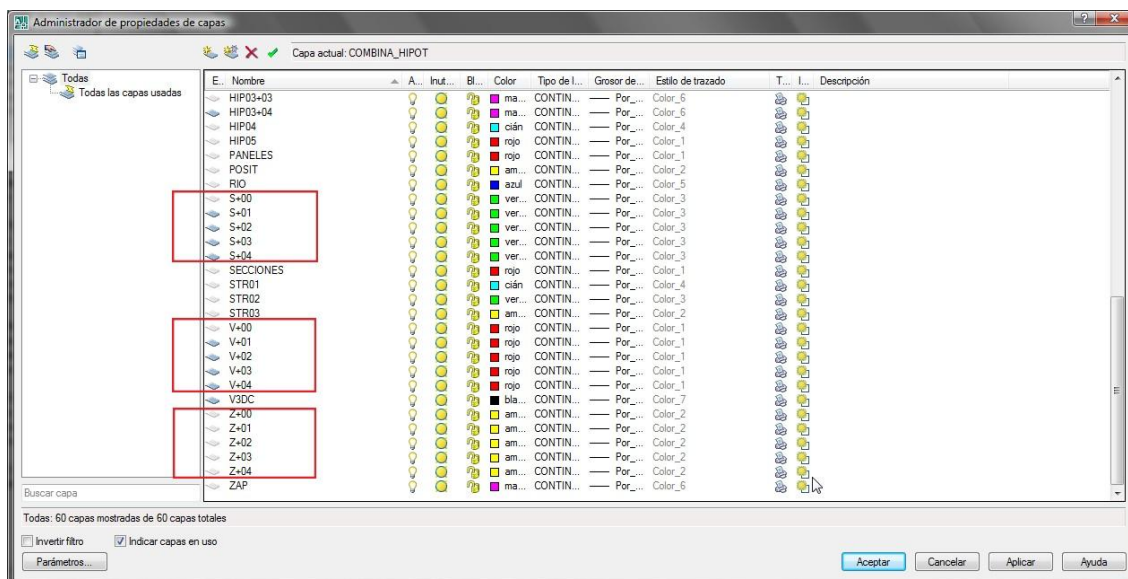 Administrador de propiedades de capas
Capa actual: COMBINA_HIPOT
Todas
Todas las capas usadas
E.. Nombre A... Inut... Bl... Color Tipo de l... Grosor de... Estilo de trazado T... I... Descripción
HIP03+03 ma... CONTIN... Por_... Color_6
HIP03+04 ma... CONTIN... Por_... Color_6
HIP04 cián CONTIN... Por_... Color_4
HIP05 rojo CONTIN... Por_... Color_1
PANELES rojo CONTIN... Por_... Color_1
POSIT am... CONTIN... Por_... Color_2
RIO azul CONTIN... Por_... Color_5
S+00 ver... CONTIN... Por_... Color_3
S+01 ver... CONTIN... Por_... Color_3
S+02 ver... CONTIN... Por_... Color_3
S+03 ver... CONTIN... Por_... Color_3
S+04 ver... CONTIN... Por_... Color_3
SECCIONES rojo CONTIN... Por_... Color_1
STR01 cián CONTIN... Por_... Color_4
STR02 ver... CONTIN... Por_... Color_3
STR03 am... CONTIN... Por_... Color_2
V+00 rojo CONTIN... Por_... Color_1
V+01 rojo CONTIN... Por_... Color_1
V+02 rojo CONTIN... Por_... Color_1
V+03 rojo CONTIN... Por_... Color_1
V+04 rojo CONTIN... Por_... Color_1
V3DC bla... CONTIN... Por_... Color_7
Z+00 am... CONTIN... Por_... Color_2
Z+01 am... CONTIN... Por_... Color_2
Z+02 am... CONTIN... Por_... Color_2
Z+03 am... CONTIN... Por_... Color_2
Z+04 am... CONTIN... Por_... Color_2
ZAP ma... CONTIN... Por_... Color_6
Buscar capa
Todas: 60 capas mostradas de 60 capas totales
Invertir filtro Indicar capas en uso
Parámetros... Aceptar Cancelar Aplicar Ayuda